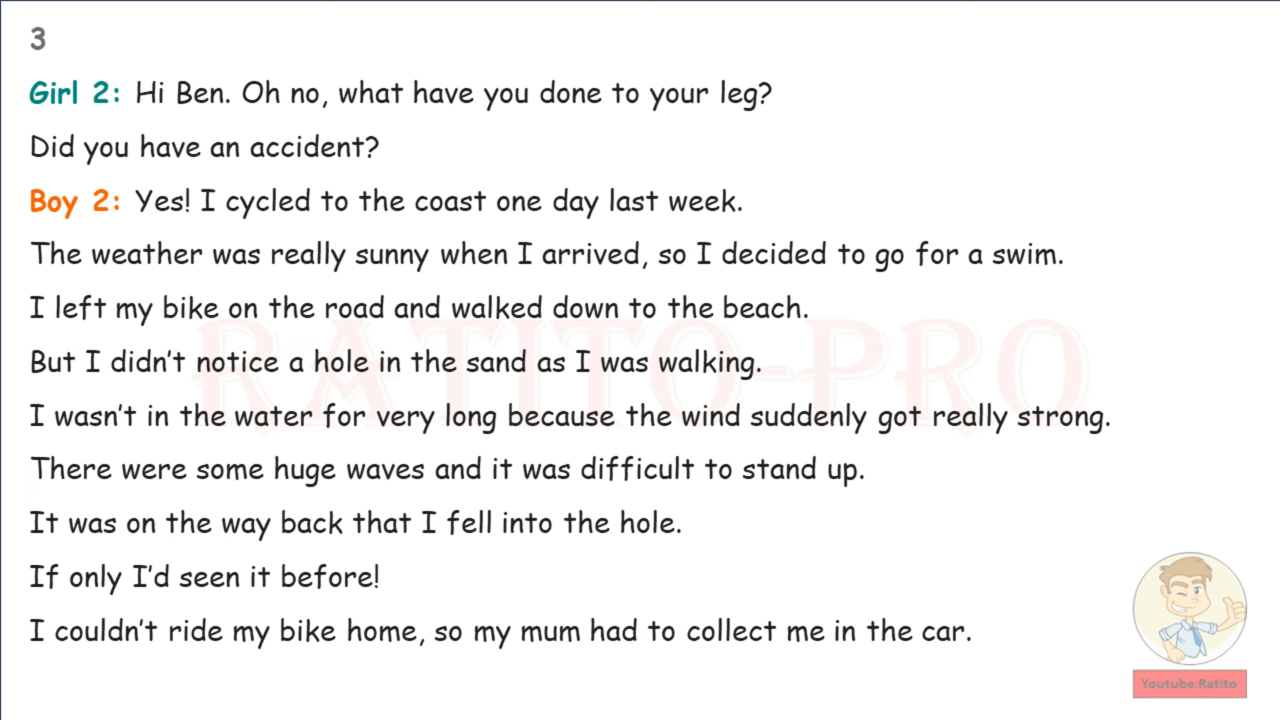 3
Girl 2: Hi Ben. Oh no, what have you done to your leg?
Did you have an accident?
Boy 2: Yes! I cycled to the coast one day last week.
The weather was really sunny when I arrived, so I decided to go for a swim.
I left my bike on the road and walked down to the beach.
RATITO-PRO
But I didn't notice a hole in the sand as I was walking.
I wasn't in the water for very long because the wind suddenly got really strong.
There were some huge waves and it was difficult to stand up.
It was on the way back that I fell into the hole.
If only I'd seen it before!
I couldn't ride my bike home, so my mum had to collect me in the car.
Youtube:Ratito